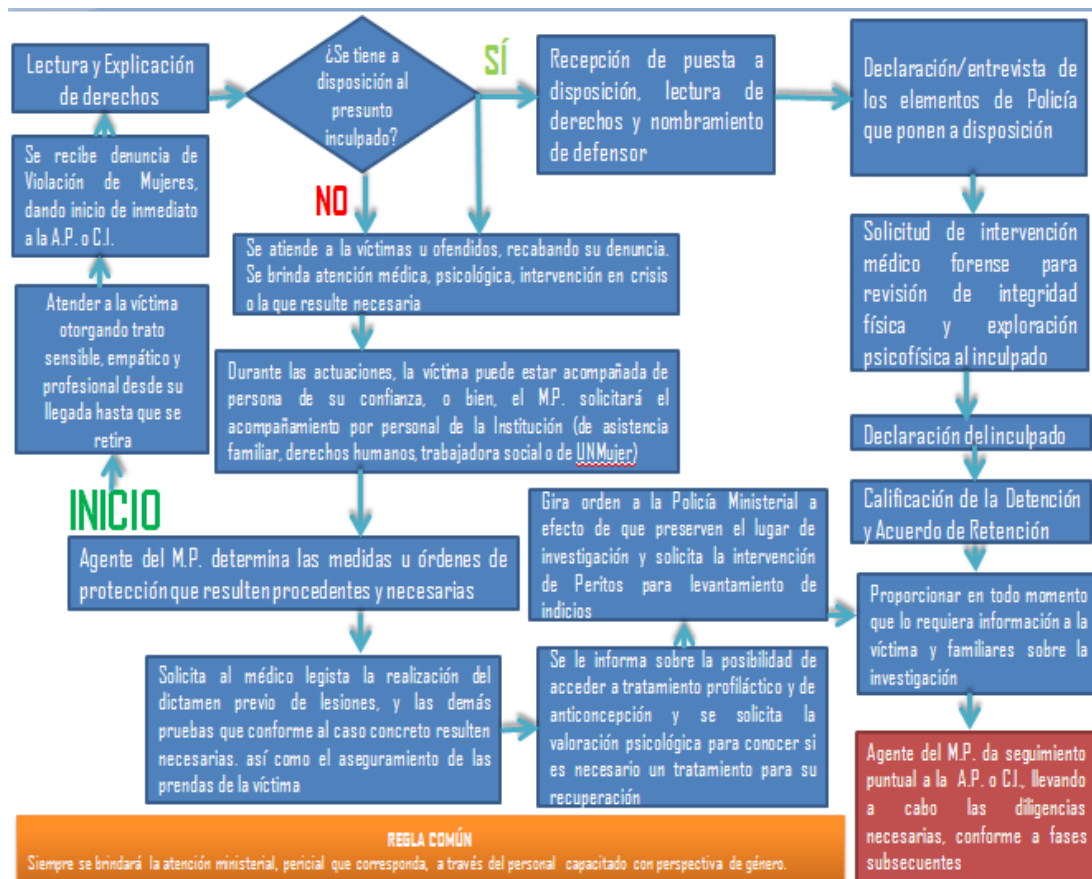 Lectura y Explicación
de derechos
¿Se tiene a
disposición al
presunto
inculpado?
SÍ
NO
Recepción de puesta a
disposición, lectura de
derechos y nombramiento
de defensor
Declaración/entrevista de
los elementos de Policía
que ponen a disposición
Se recibe denuncia de
Violación de Mujeres,
dando inicio de inmediato
a la A.P. o C.I.
Se atiende a la víctimas u ofendidos, recabando su denuncia.
Se brinda atención médica, psicológica, intervención en crisis
o la que resulte necesaria
Solicitud de intervención
médico forense para
revisión de integridad
física y exploración
psicofísica al inculpado
Atender a la víctima
otorgando trato
sensible, empático y
profesional desde su
llegada hasta que se
retira
INICIO
Durante las actuaciones, la víctima puede estar acompañada de
persona de su confianza, o bien, el M.P. solicitará el
acompañamiento por personal de la Institución (de asistencia
familiar, derechos humanos, trabajadora social o de UNMujer)
Declaración del inculpado
Calificación de la Detención
y Acuerdo de Retención
Agente del M.P. determina las medidas u órdenes de
protección que resulten procedentes y necesarias
Gira orden a la Policía Ministerial a
efecto de que preserven el lugar de
investigación y solicita la intervención
de Peritos para levantamiento de
indicios
Proporcionar en todo momento
que lo requiera información a la
víctima y familiares sobre la
investigación
Solicita al médico legista la realización del
dictamen previo de lesiones, y las demás
pruebas que conforme al caso concreto resulten
necesarias. así como el aseguramiento de las
prendas de la víctima
Se le informa sobre la posibilidad de
acceder a tratamiento profiláctico y de
anticoncepción y se solicita la
valoración psicológica para conocer si
es necesario un tratamiento para su
recuperación
Agente del M.P. da seguimiento
puntual a la A.P. o C.I., llevando
a cabo las diligencias
necesarias, conforme a fases
subsecuentes
REGLA COMÚN
Siempre se brindará la atención ministerial, pericial que corresponda, a través del personal capacitado con perspectiva de género.